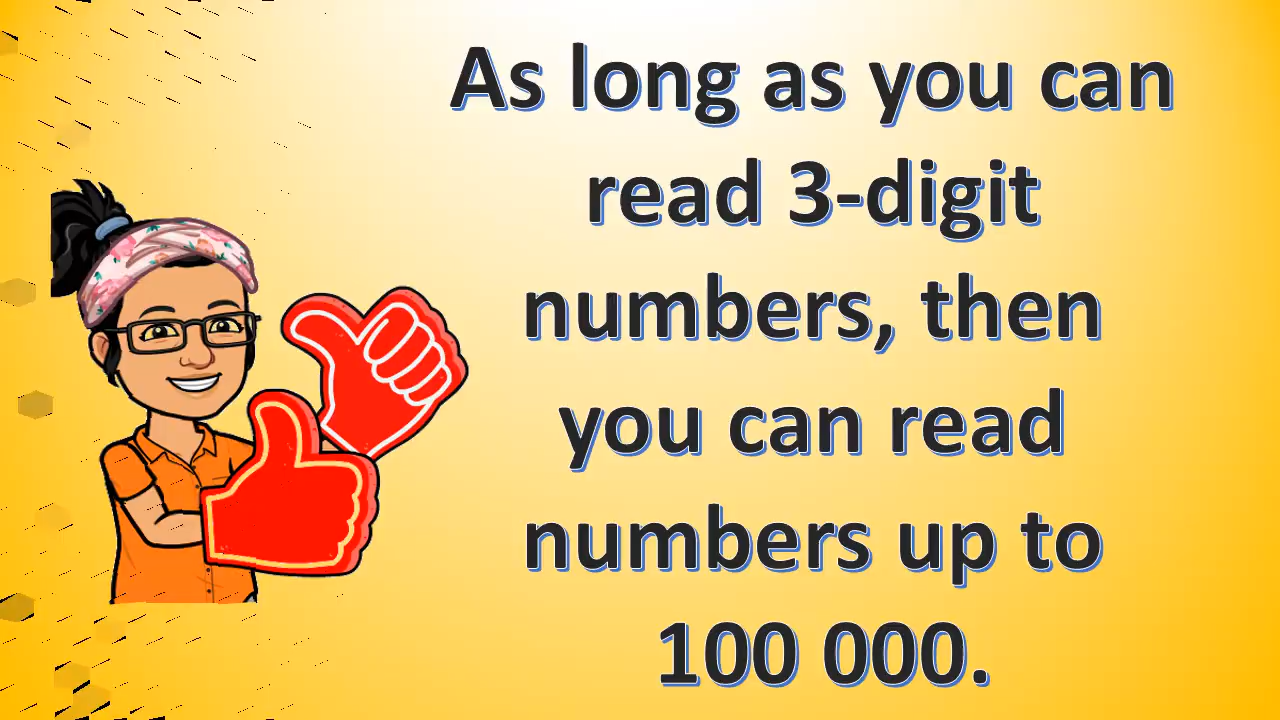 As long as you can
read 3-digit
numbers, then
you can read
numbers up to
100 000.